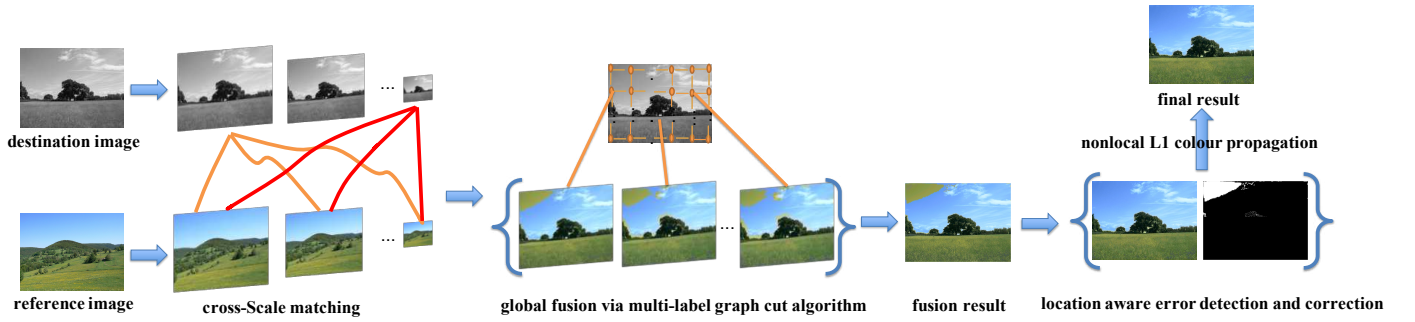 destination image
...
reference image
...
cross-Scale matching
...
global fusion via multi-label graph cut algorithm
fusion result
final result
nonlocal L1 colour propagation
location aware error detection and correction